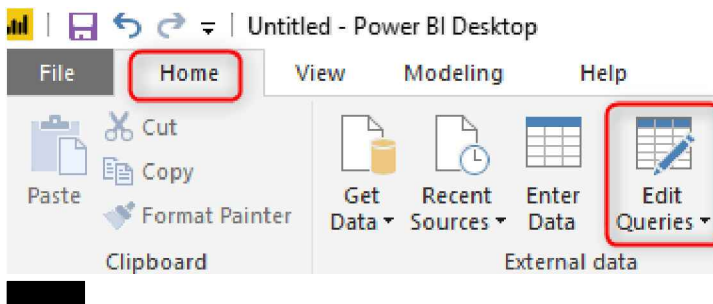 Untitled - Power BI Desktop
File Home View Modeling Help
Cut
Copy
Format Painter
Paste
Get Data
Recent Sources
Enter Data
Edit Queries
Clipboard
External data